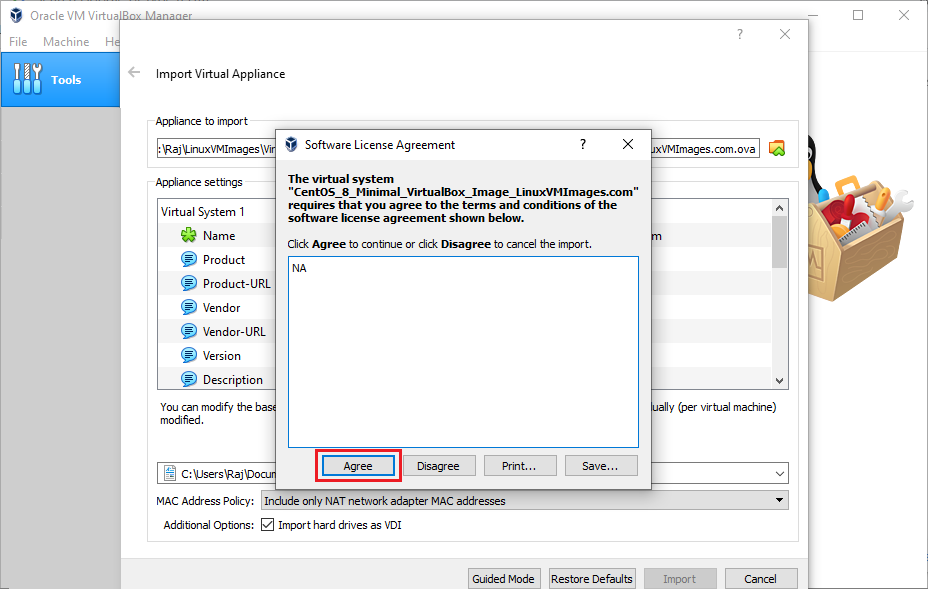 Oracle VM VirtualBox Manager
File Machine He
?
Tools
Import Virtual Appliance
Appliance to import
:\Raj\LinuxVMImages\Vir
uxVMImages.com.ova
Software License Agreement ?
The virtual system
"CentOS_8_Minimal_VirtualBox_Image_LinuxVMImages.com"
requires that you agree to the terms and conditions of the
software license agreement shown below.
Click Agree to continue or click Disagree to cancel the import.
NA
Agree Disagree Print... Save...
Appliance settings
Virtual System 1
Name
m
Product
Product-URL
Vendor
Vendor-URL
Version
Description
You can modify the base
ually (per virtual machine)
modified.
C:\Users\Raj\Docum
MAC Address Policy: Include only NAT network adapter MAC addresses
Additional Options: Import hard drives as VDI
Guided Mode Restore Defaults Import Cancel